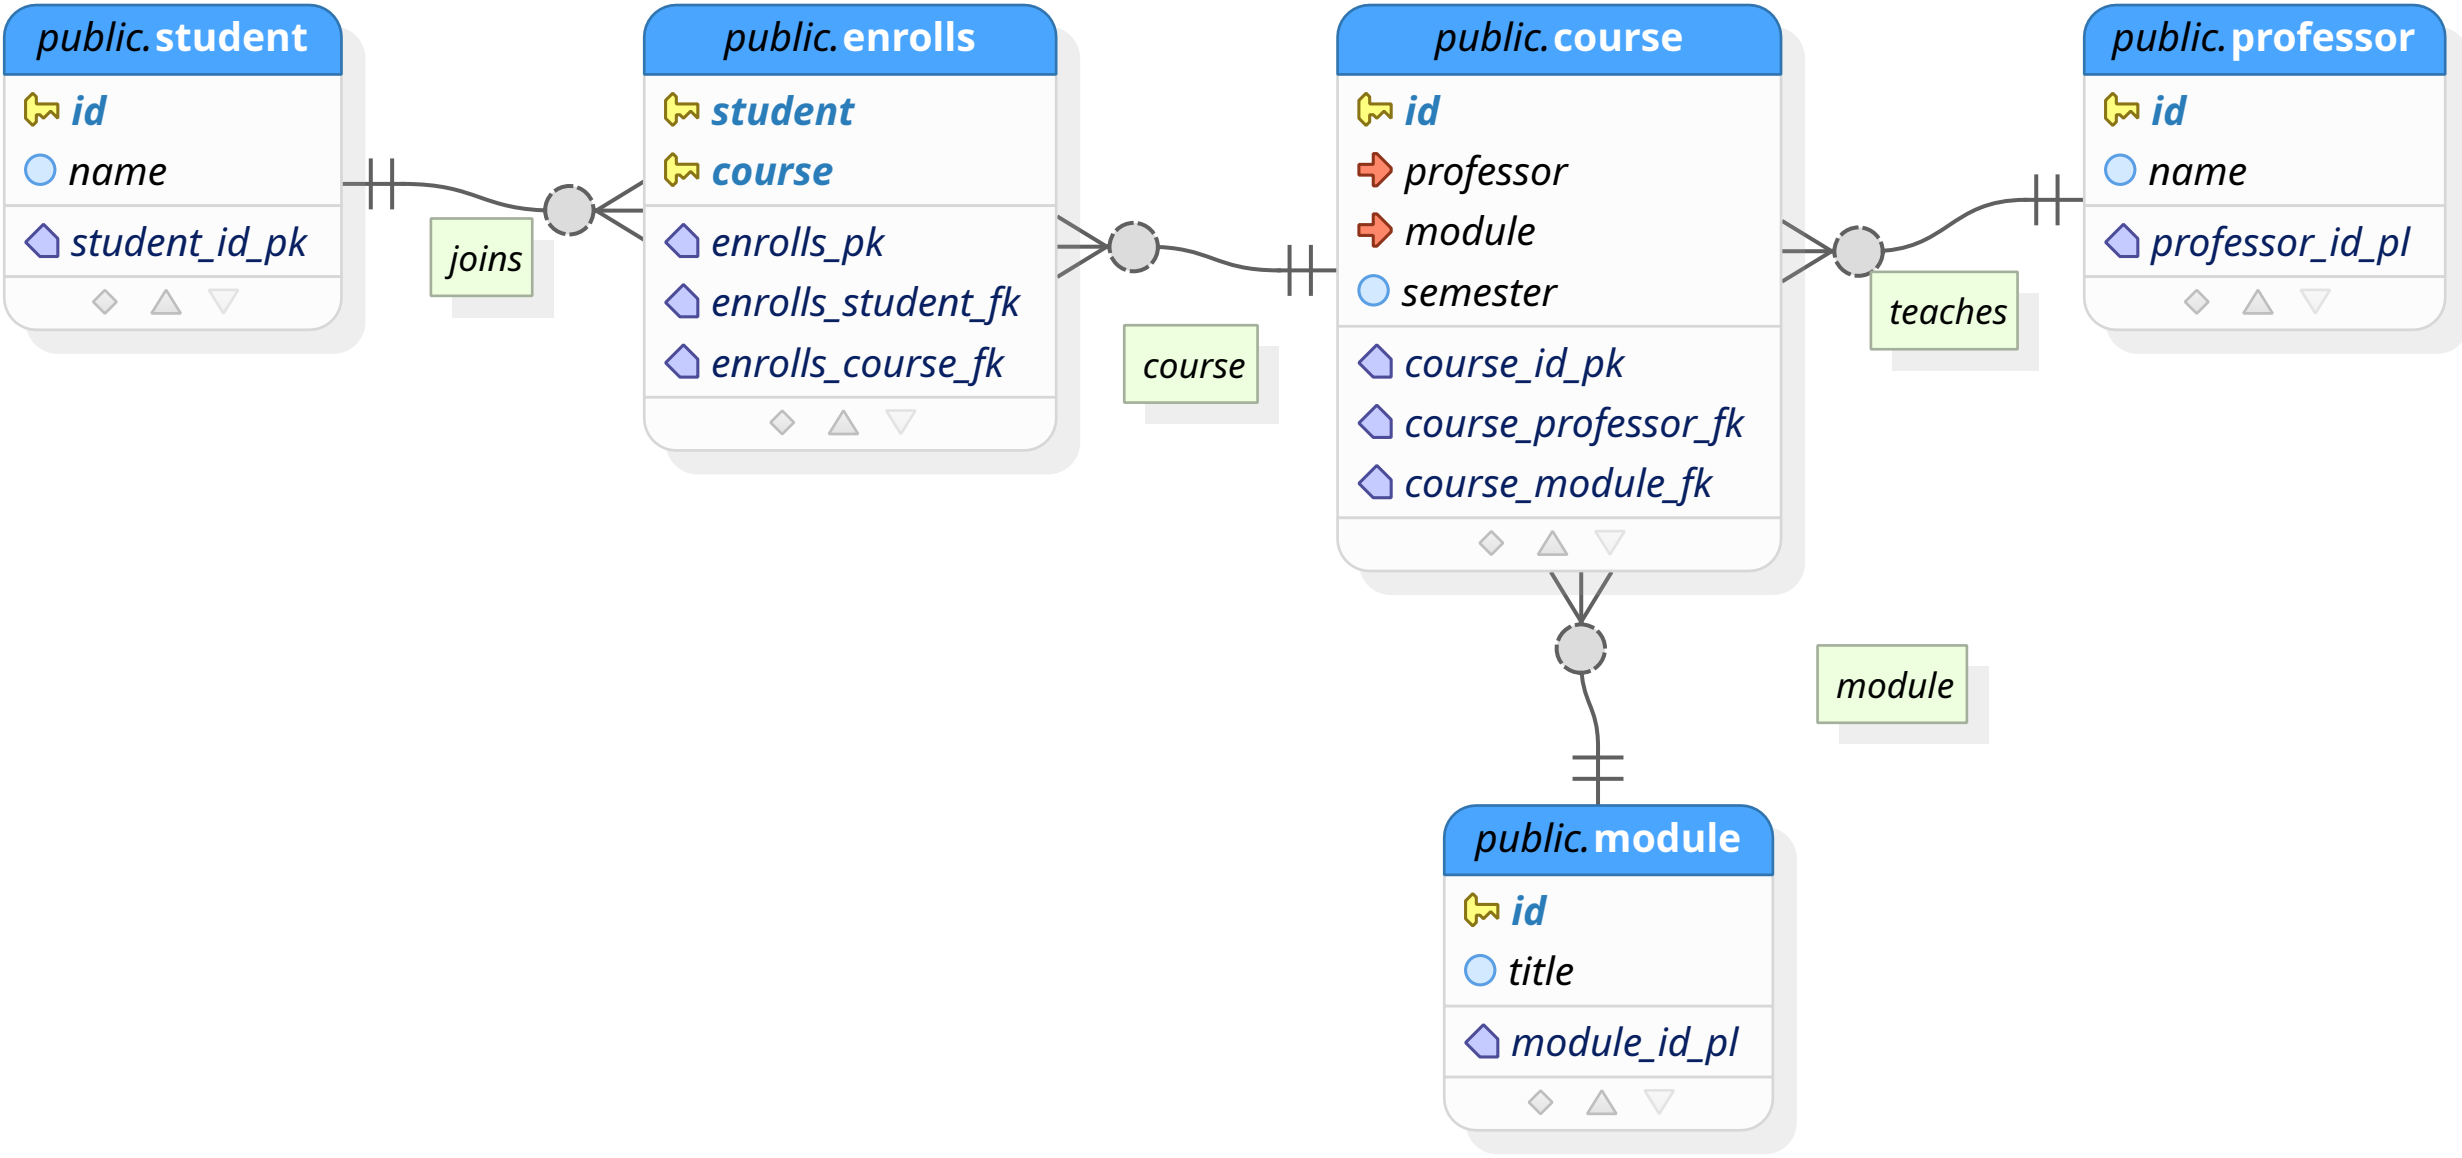 public.student
id
name
student_id_pk
joins
public.enrolls
student
course
enrolls_pk
enrolls_student_fk
enrolls_course_fk
course
public.course
id
professor
module
semester
course_id_pk
course_professor_fk
course_module_fk
teaches
public.professor
id
name
professor_id_pl
module
public.module
id
title
module_id_pl